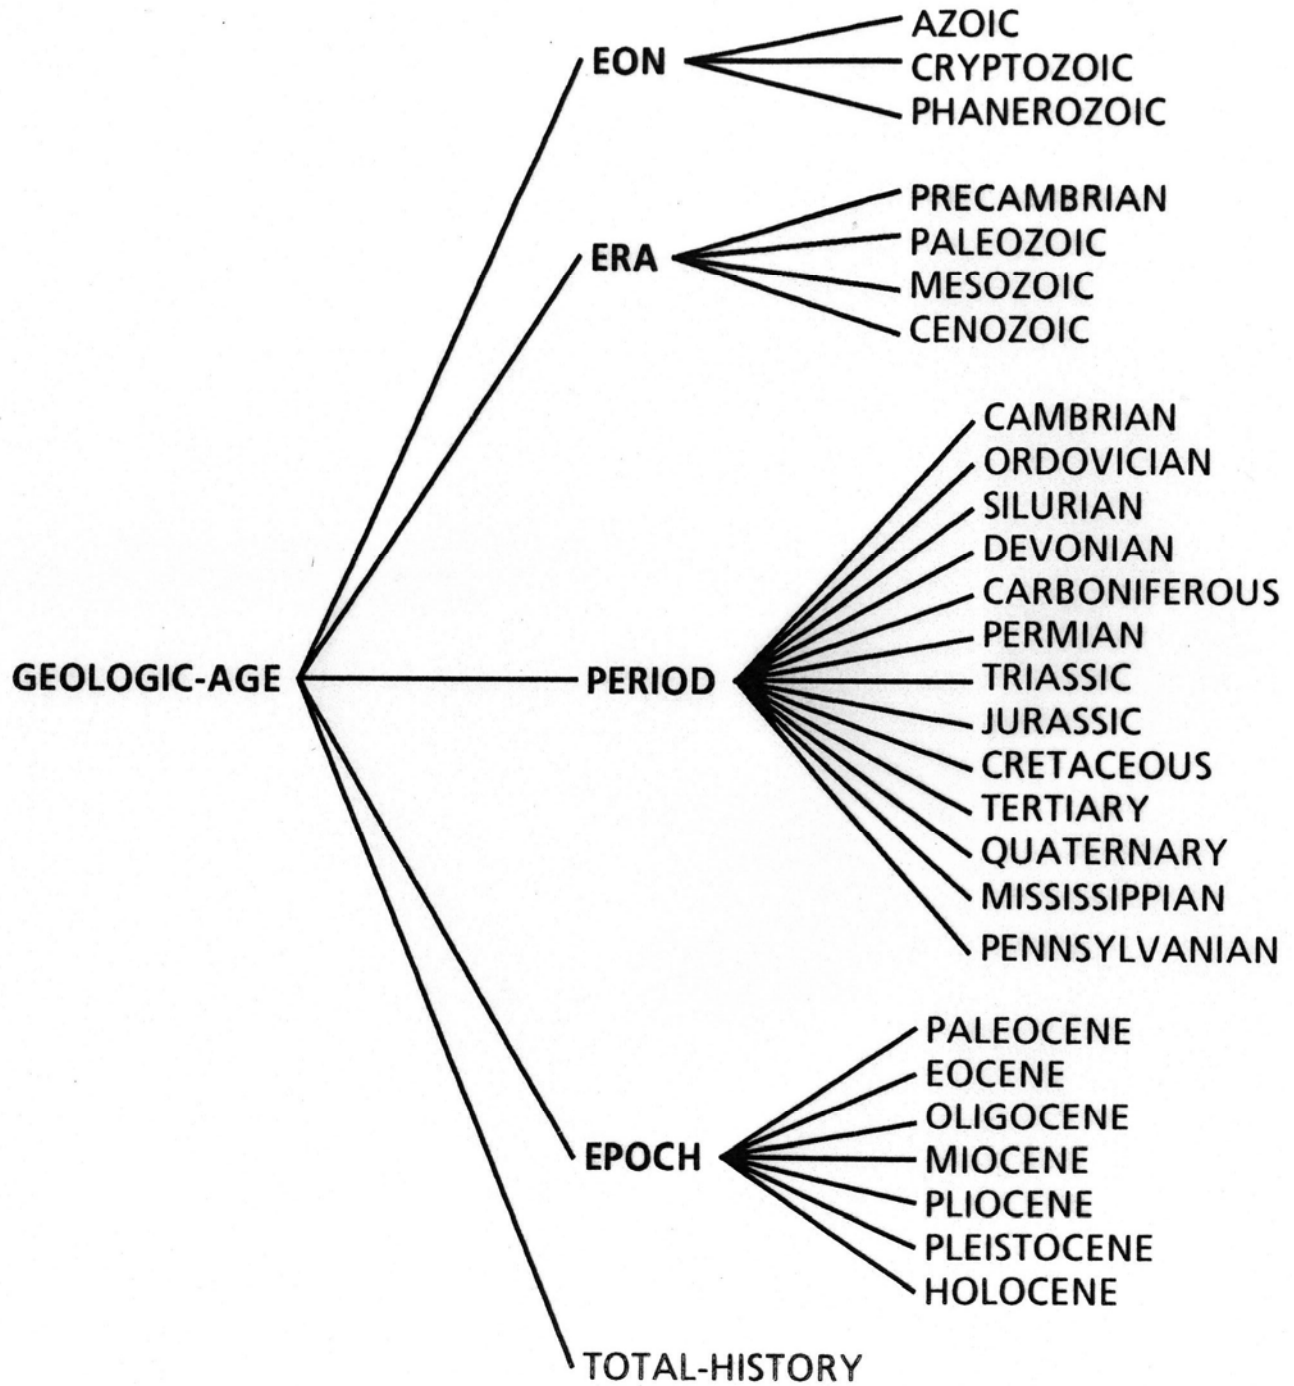 AZOIC
EON
CRYPTOZOIC
PHANEROZOIC
PRECAMBRIAN
PALEOZOIC
ERA
MESOZOIC
CENOZOIC
CAMBRIAN
ORDOVICIAN
SILURIAN
DEVONIAN
CARBONIFEROUS
PERMIAN
GEOLOGIC-AGE
PERIOD
TRIASSIC
JURASSIC
CRETACEOUS
TERTIARY
QUATERNARY
MISSISSIPPIAN
PENNSYLVANIAN
PALEOCENE
EOCENE
OLIGOCENE
EPOCH
MIOCENE
PLIOCENE
PLEISTOCENE
HOLOCENE
TOTAL-HISTORY